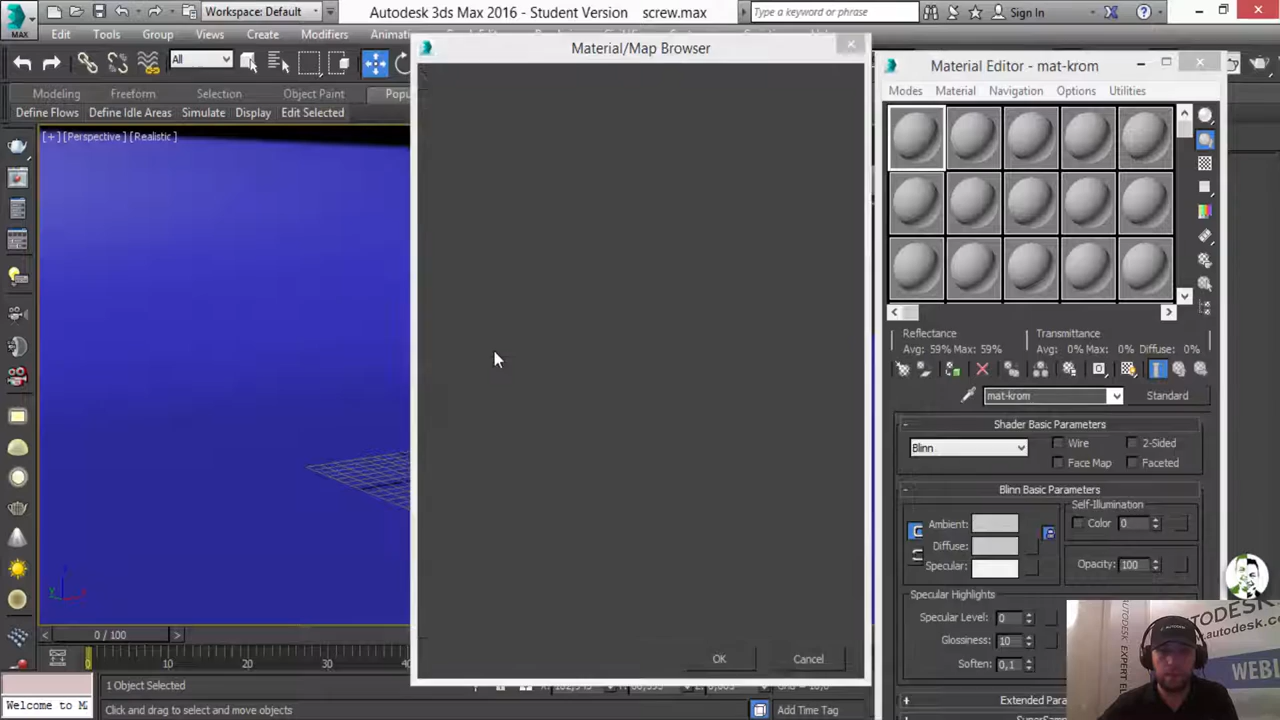 Workspace: Default
Autodesk 3ds Max 2016 - Student Version screw.max
Type a keyword or phrase
Sign In
MAX
Edit
Tools
Group
Views
Create
Modifiers
Material/Map Browser
All
Modeling
Freeform
Selection
Object Paint
Define Flows
Define Idle Areas
Simulate
Display
Edit Selected
[+] [Perspective] [Realistic]
Material Editor - mat-krom
Modes
Material
Navigation
Options
Utilities
Reflectance
Avg: 59% Max: 59%
Transmittance
Avg: 0% Max: 0% Diffuse: 0%
mat-krom
Standard
Shader Basic Parameters
Blinn
Wire
2-Sided
Face Map
Faceted
Blinn Basic Parameters
Self-Illumination
Ambient:
Color
0
Diffuse:
Specular:
Opacity:
100
Specular Highlights
Specular Level:
0
Glossiness:
10
Soften:
0,1
Extended Para
OK
Cancel
0 / 100
0
10
20
30
1 Object Selected
Welcome to M
Click and drag to select and move objects
Add Time Tag
AUTODESK
www.autodesk.com
WEBL